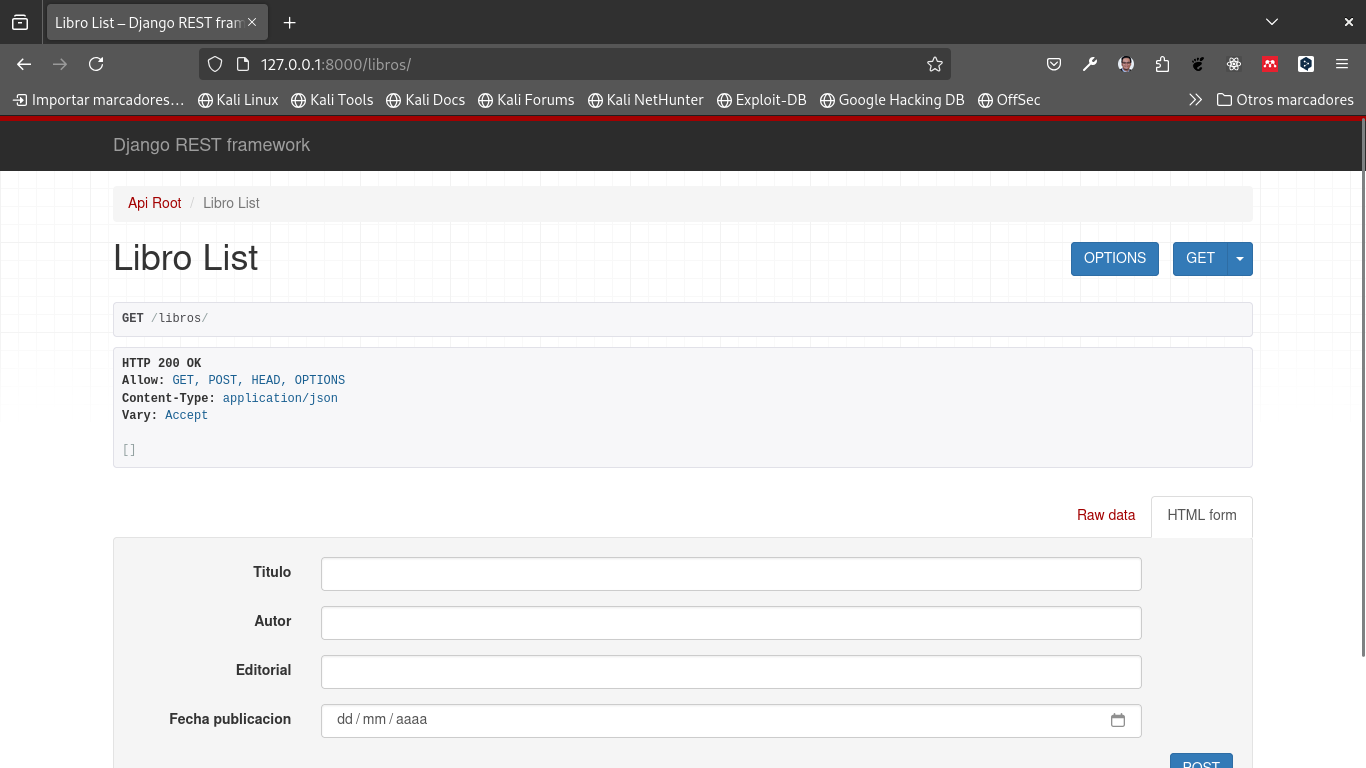 Libro List – Django REST fram
127.0.0.1:8000/libros/
Importar marcadores… Kali Linux Kali Tools Kali Docs Kali Forums Kali NetHunter Exploit-DB Google Hacking DB OffSec Otros marcadores
Django REST framework
Api Root / Libro List
Libro List
OPTIONS GET
GET /libros/
HTTP 200 OK
Allow: GET, POST, HEAD, OPTIONS
Content-Type: application/json
Vary: Accept
[]
Raw data HTML form
Titulo
Autor
Editorial
Fecha publicacion dd / mm / aaaa
POST